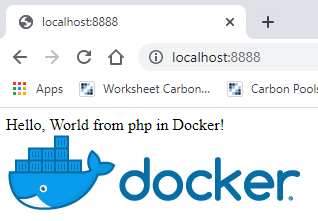 localhost:8888
localhost:8888
Apps Worksheet Carbon... Carbon Pools
Hello, World from php in Docker!
docker